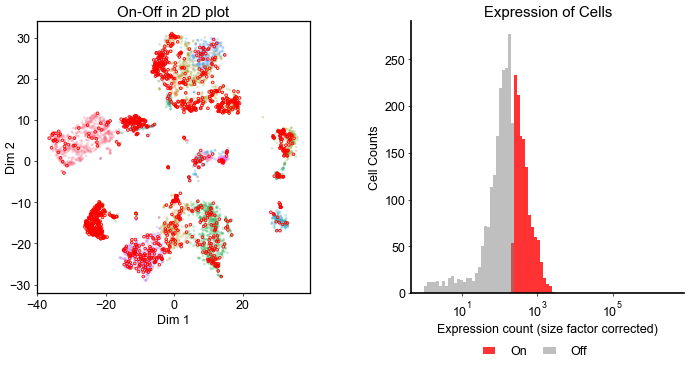 On-Off in 2D plot
30
20
10
0
−10
−20
−30
−40
−20
0
20
Dim 2
Dim 1
Expression of Cells
250
200
150
100
50
0
10^1
10^3
10^5
Cell Counts
Expression count (size factor corrected)
On Off